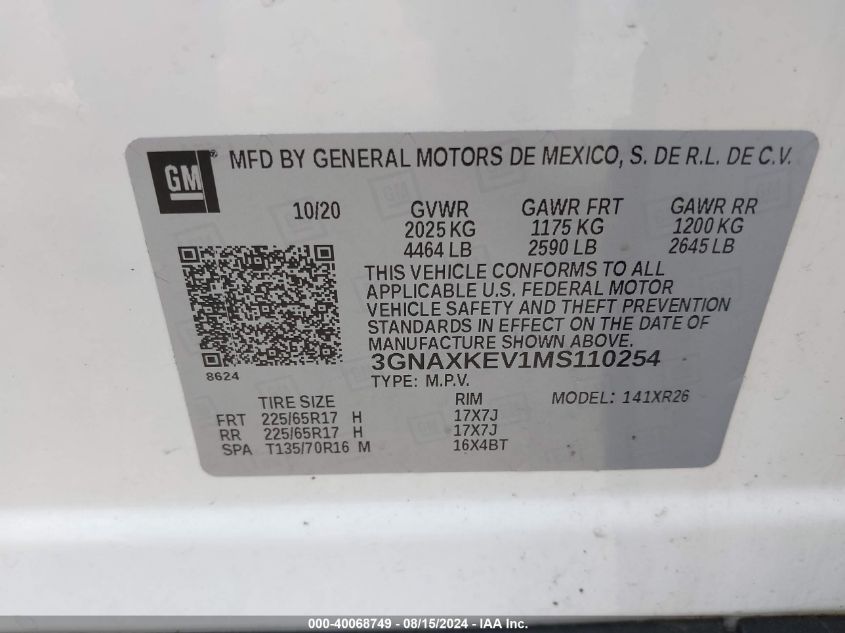 GM ® MFD BY GENERAL MOTORS DE MEXICO, S. DE R.L. DE C.V.
10/20 GVWR GAWR FRT GAWR RR
2025 KG 1175 KG 1200 KG
4464 LB 2590 LB 2645 LB
THIS VEHICLE CONFORMS TO ALL
APPLICABLE U.S. FEDERAL MOTOR
VEHICLE SAFETY AND THEFT PREVENTION
STANDARDS IN EFFECT ON THE DATE OF
MANUFACTURE SHOWN ABOVE.
3GNAXKEV1MS110254
8624 TYPE: M.P.V.
TIRE SIZE RIM MODEL: 141XR26
FRT 225/65R17 H 17X7J
RR 225/65R17 H 17X7J
SPA T135/70R16 M 16X4BT
000-40068749 - 08/15/2024 - IAA Inc.